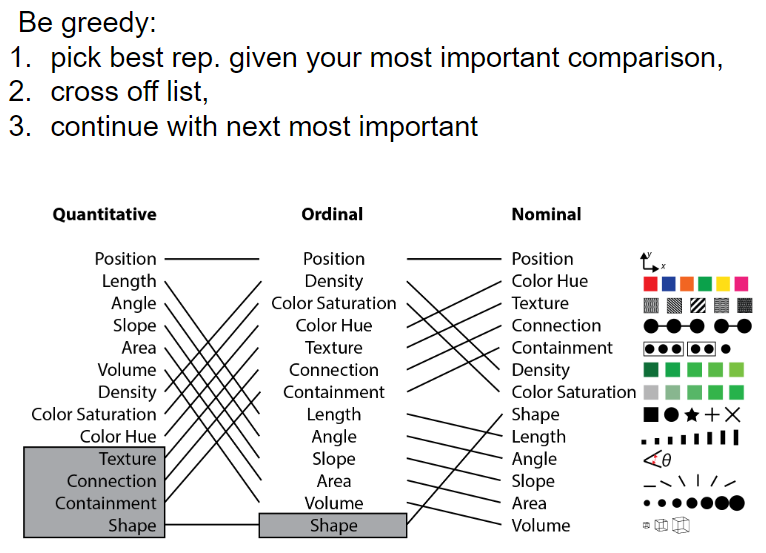 Be greedy:
1. pick best rep. given your most important comparison,
2. cross off list,
3. continue with next most important
Quantitative Ordinal Nominal
Position Position Position
Length Density Color Hue
Angle Color Saturation Texture
Slope Color Hue Connection
Area Texture Containment
Volume Connection Density
Density Containment Color Saturation
Color Saturation Length Shape
Color Hue Angle Length
Texture Slope Angle
Connection Area Slope
Containment Volume Area
Shape Shape Volume
y
x
θ